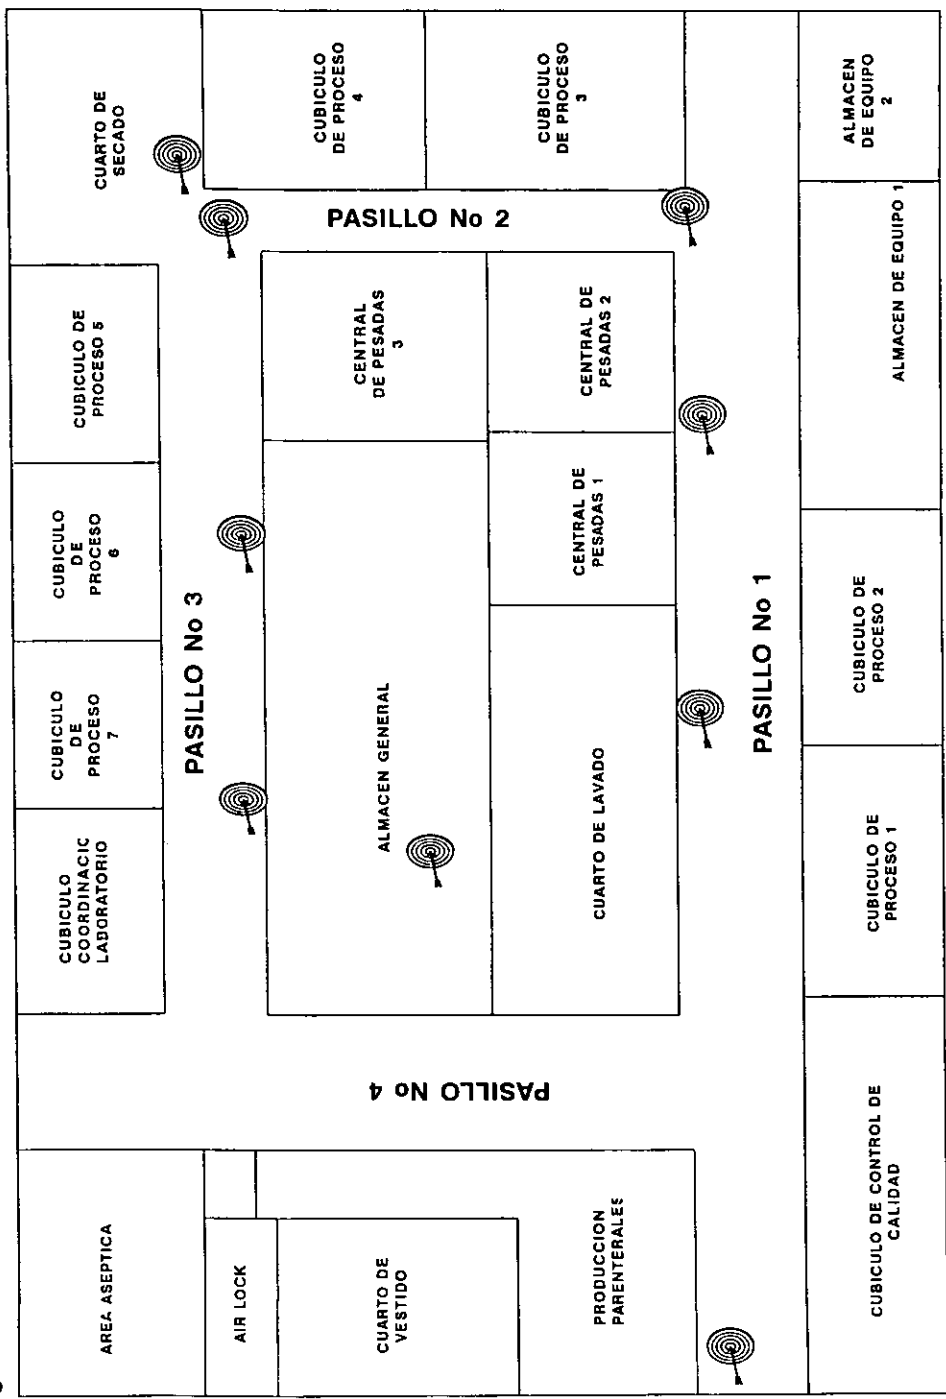 AREA ASEPTICA
AIR LOCK
CUARTO DE
VESTIDO
PRODUCCION
PARENTERALES
PASILLO No 4
CUBICULO
COORDINACIC
LABORATORIO
CUBICULO
DE
PROCESO
7
CUBICULO
DE
PROCESO
6
CUBICULO DE
PROCESO 5
CUARTO DE
SECADO
PASILLO No 3
ALMACEN GENERAL
CENTRAL
DE PESADAS
3
CUARTO DE LAVADO
CENTRAL DE
PESADAS 1
CENTRAL DE
PESADAS 2
PASILLO No 2
CUBICULO
DE PROCESO
4
CUBICULO
DE PROCESO
3
PASILLO No 1
CUBICULO DE CONTROL DE
CALIDAD
CUBICULO DE
PROCESO 1
CUBICULO DE
PROCESO 2
ALMACEN DE EQUIPO 1
ALMACEN
DE EQUIPO
2